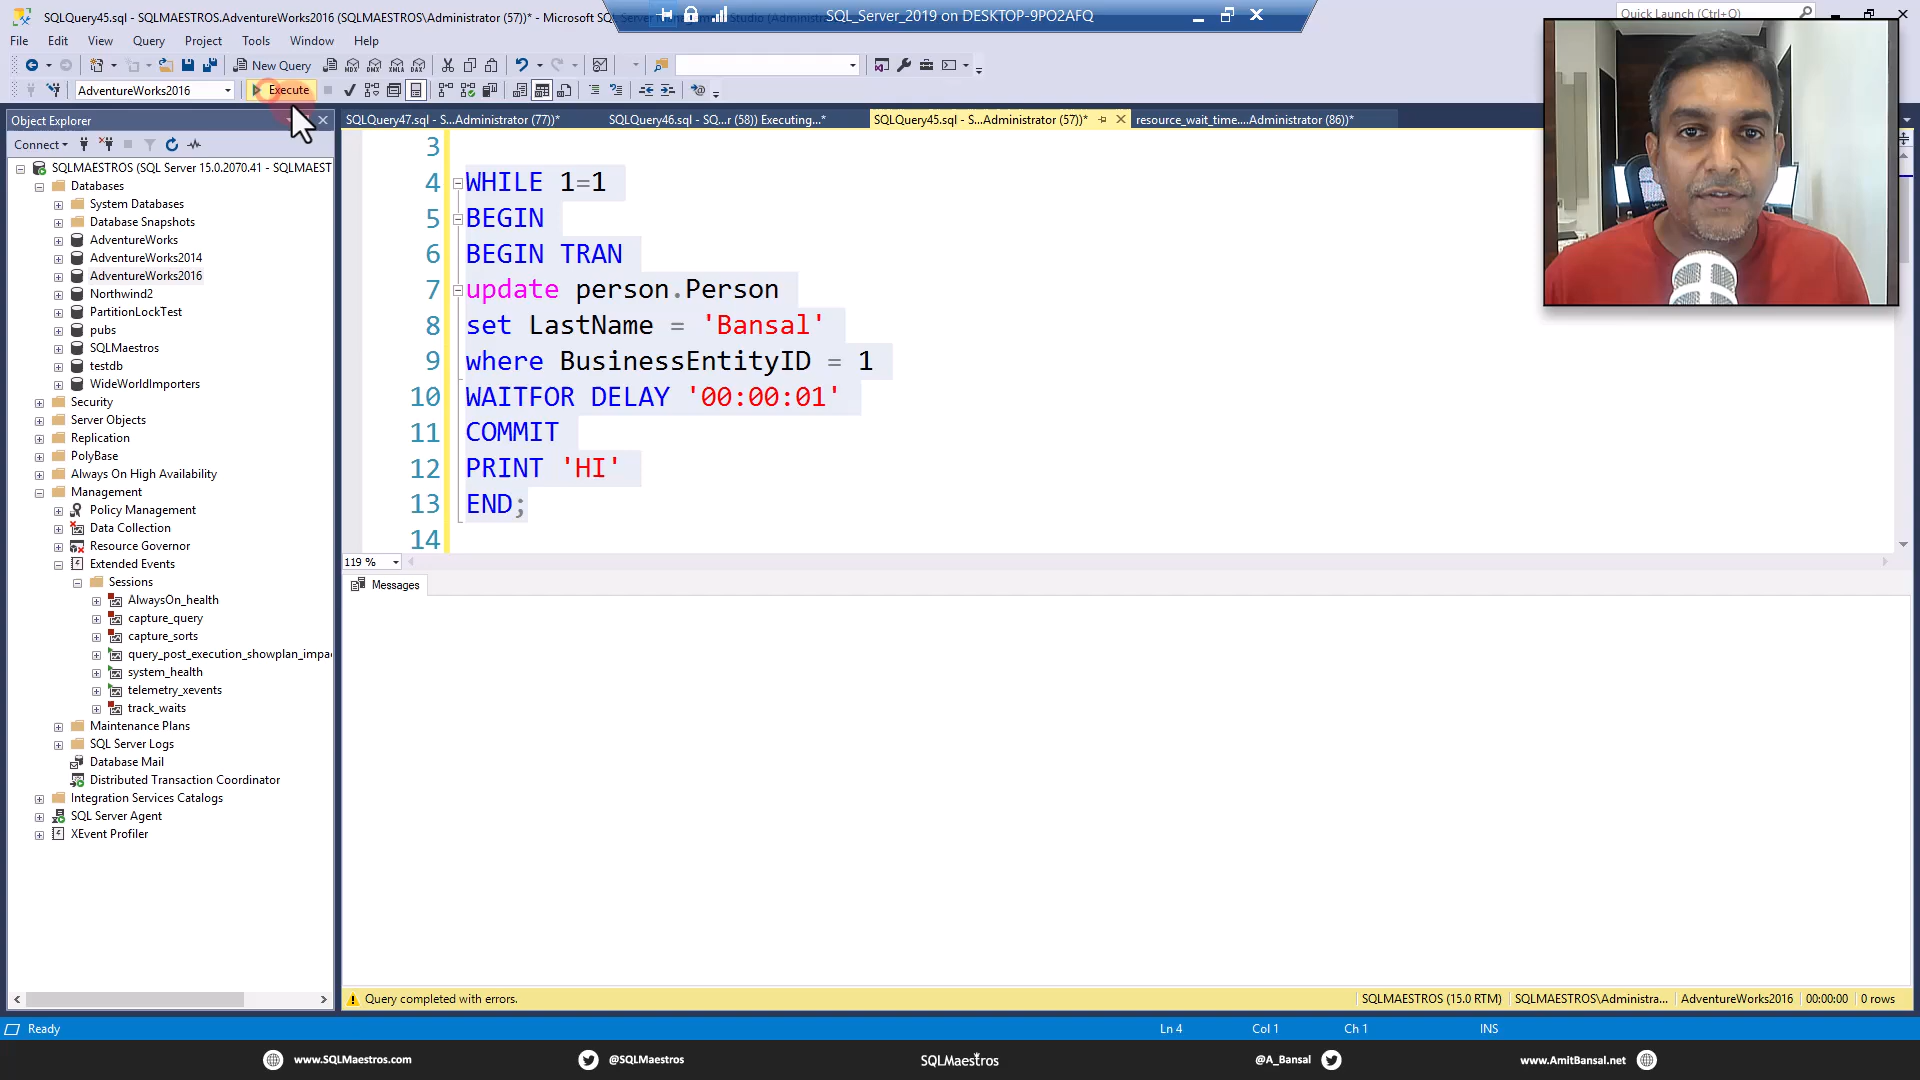 SQLQuery45.sql - SQLMAESTROS.AdventureWorks2016 (SQLMAESTROS\Administrator (57))* - Microsoft SQL
SQL_Server_2019 on DESKTOP-9PO2AFQ
Quick Launch (Ctrl+Q)
File Edit View Query Project Tools Window Help
New Query
AdventureWorks2016 Execute
Object Explorer
SQLQuery47.sql - S...Administrator (77))* SQLQuery46.sql - SQ...r (58)) Executing...* SQLQuery45.sql - S...Administrator (57))* resource_wait_time....Administrator (86))*
Connect
SQLMAESTROS (SQL Server 15.0.2070.41 - SQLMAEST
Databases
System Databases
Database Snapshots
AdventureWorks
AdventureWorks2014
AdventureWorks2016
Northwind2
PartitionLockTest
pubs
SQLMaestros
testdb
WideWorldImporters
Security
Server Objects
Replication
PolyBase
Always On High Availability
Management
Policy Management
Data Collection
Resource Governor
Extended Events
Sessions
AlwaysOn_health
capture_query
capture_sorts
query_post_execution_showplan_impa
system_health
telemetry_xevents
track_waits
Maintenance Plans
SQL Server Logs
Database Mail
Distributed Transaction Coordinator
Integration Services Catalogs
SQL Server Agent
XEvent Profiler
3
4 WHILE 1=1
5 BEGIN
6 BEGIN TRAN
7 update person.Person
8 set LastName = 'Bansal'
9 where BusinessEntityID = 1
10 WAITFOR DELAY '00:00:01'
11 COMMIT
12 PRINT 'HI'
13 END;
14
119 %
Messages
Query completed with errors. SQLMAESTROS (15.0 RTM) SQLMAESTROS\Administra... AdventureWorks2016 00:00:00 0 rows
Ready Ln 4 Col 1 Ch 1 INS
www.SQLMaestros.com @SQLMaestros SQLMaestros @A_Bansal www.AmitBansal.net